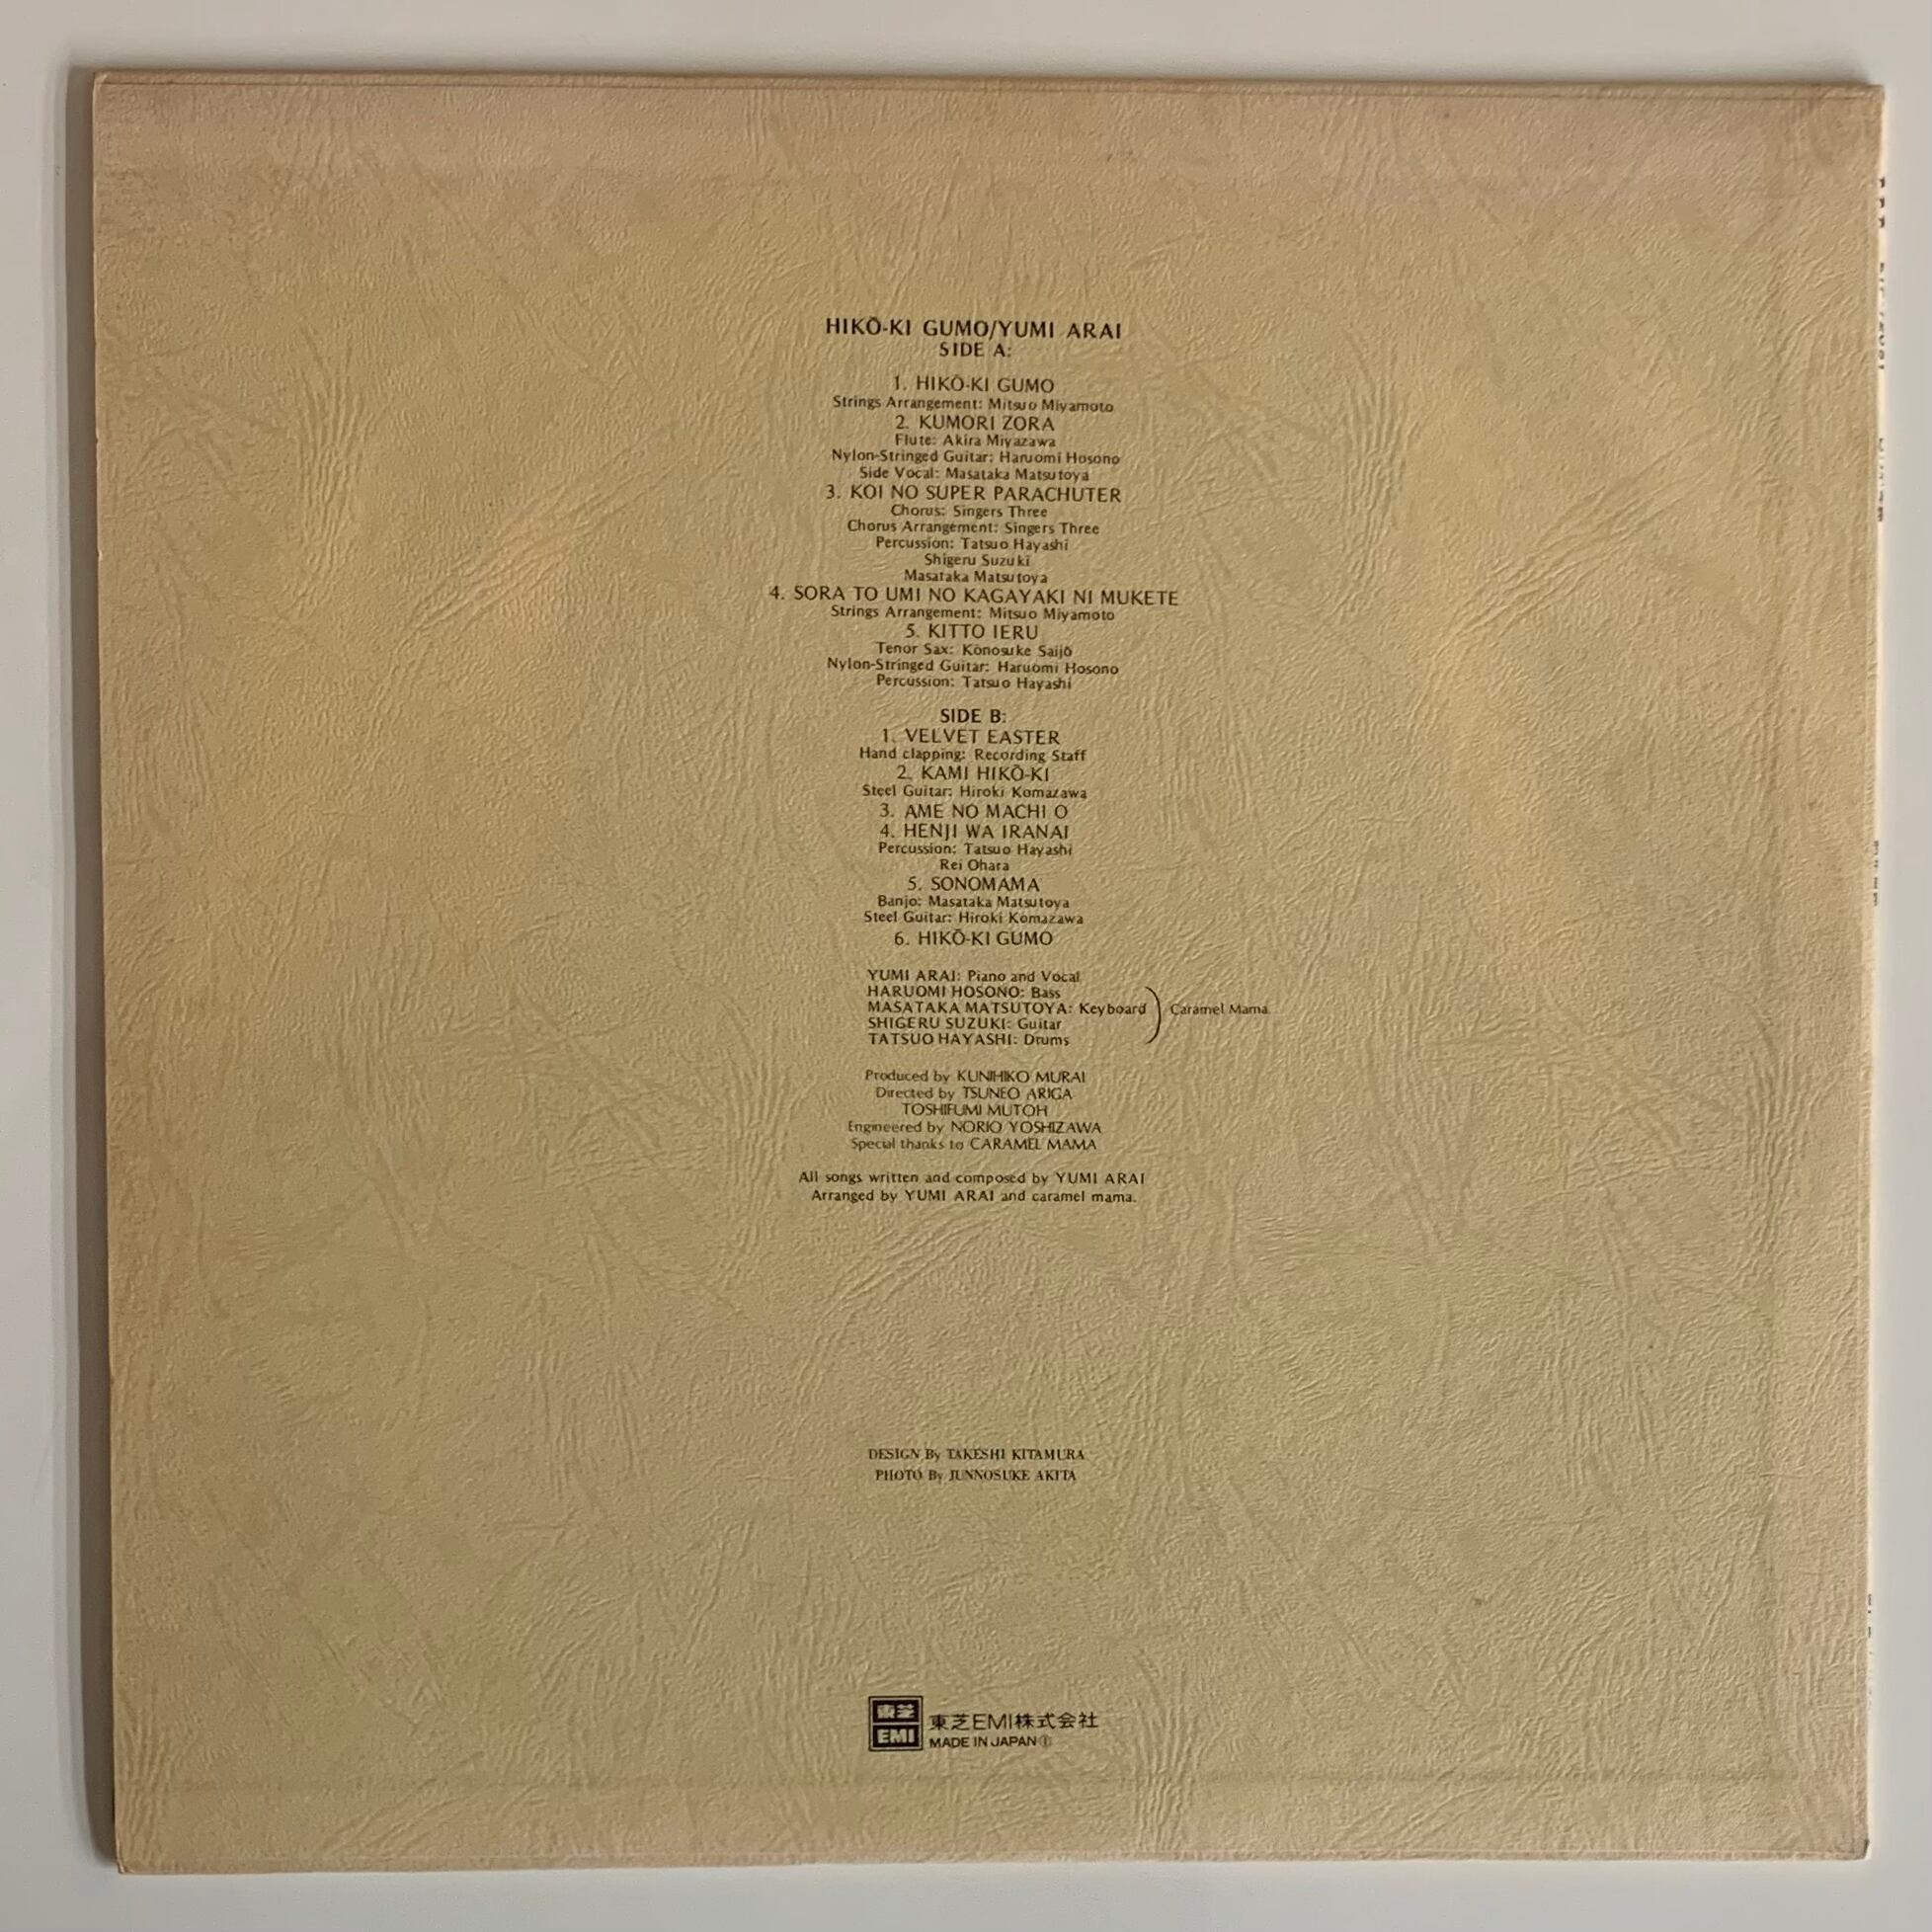 HIKŌ-KI GUMO/YUMI ARAI
SIDE A:
1. HIKŌ-KI GUMO
Strings Arrangement: Mitsuo Miyamoto
2. KUMORI ZORA
Flute: Akira Miyazawa
Nylon-Stringed Guitar: Haruomi Hosono
Side Vocal: Masataka Matsutoya
3. KOI NO SUPER PARACHUTER
Chorus: Singers Three
Chorus Arrangement: Singers Three
Percussion: Tatsuo Hayashi
Shigeru Suzuki
Masataka Matsutoya
4. SORA TO UMI NO KAGAYAKI NI MUKETE
Strings Arrangement: Mitsuo Miyamoto
5. KITTO IERU
Tenor Sax: Kōnosuke Saijō
Nylon-Stringed Guitar: Haruomi Hosono
Percussion: Tatsuo Hayashi
SIDE B:
1. VELVET EASTER
Hand clapping: Recording Staff
2. KAMI HIKŌ-KI
Steel Guitar: Hiroki Komazawa
3. AME NO MACHI O
4. HENJI WA IRANAI
Percussion: Tatsuo Hayashi
Rei Ohara
5. SONOMAMA
Banjo: Masataka Matsutoya
Steel Guitar: Hiroki Komazawa
6. HIKŌ-KI GUMO
YUMI ARAI: Piano and Vocal
HARUOMI HOSONO: Bass
MASATAKA MATSUTOYA: Keyboard ) Caramel Mama
SHIGERU SUZUKI: Guitar
TATSUO HAYASHI: Drums
Produced by KUNIHIKO MURAI
Directed by TSUNEO ARIGA
TOSHIFUMI MUTOH
Engineered by NORIO YOSHIZAWA
Special thanks to CARAMEL MAMA
All songs written and composed by YUMI ARAI
Arranged by YUMI ARAI and caramel mama.
DESIGN By TAKESHI KITAMURA
PHOTO By JUNNOSUKE AKITA
東芝
EMI
東芝EMI株式会社
MADE IN JAPAN Ⓣ